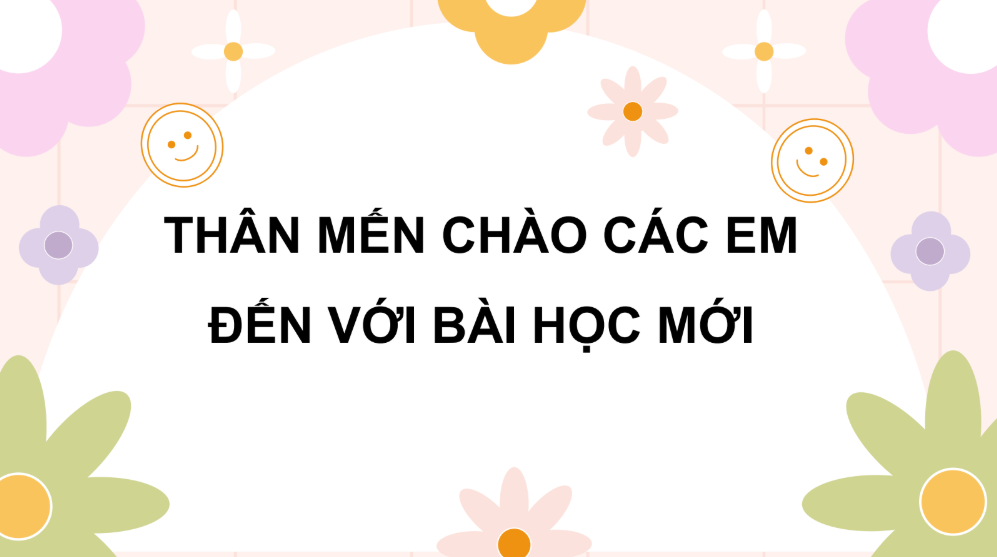 THÂN MẾN CHÀO CÁC EM
ĐẾN VỚI BÀI HỌC MỚI